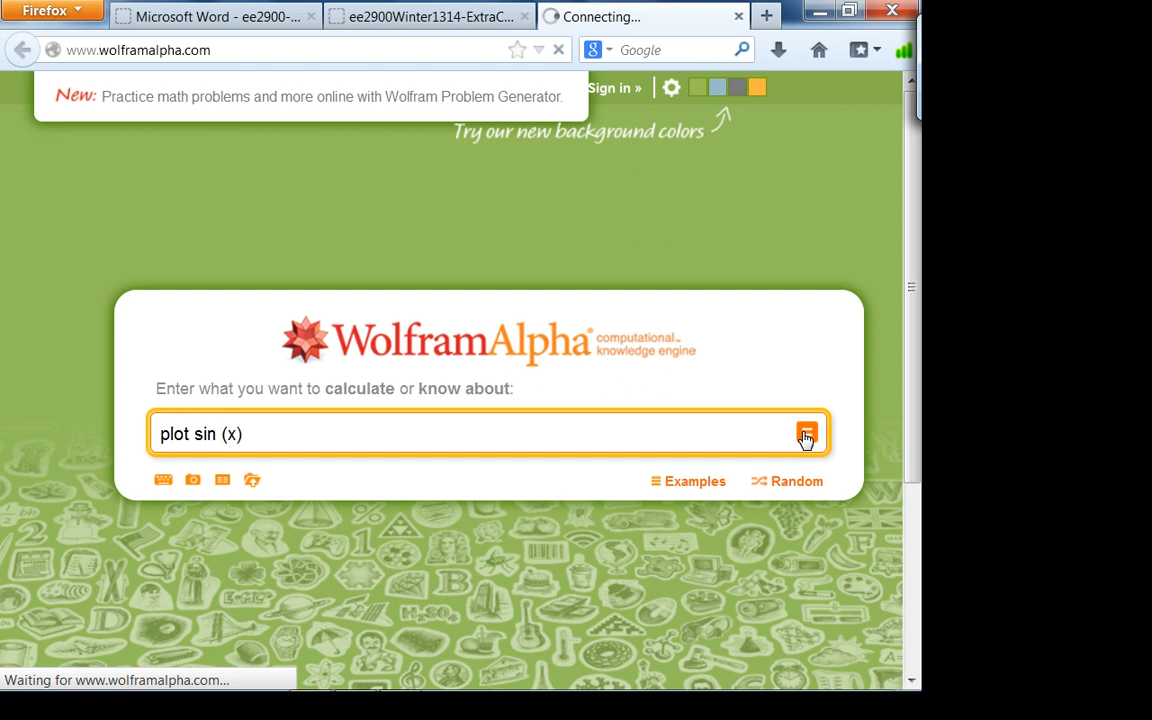 Firefox
Microsoft Word - ee2900-...
ee2900Winter1314-ExtraC...
Connecting...
www.wolframalpha.com
8
Google
New: Practice math problems and more online with Wolfram Problem Generator.
Sign in »
Try our new background colors
WolframAlpha computational knowledge engine
Enter what you want to calculate or know about:
plot sin (x)
Examples
Random
Waiting for www.wolframalpha.com...